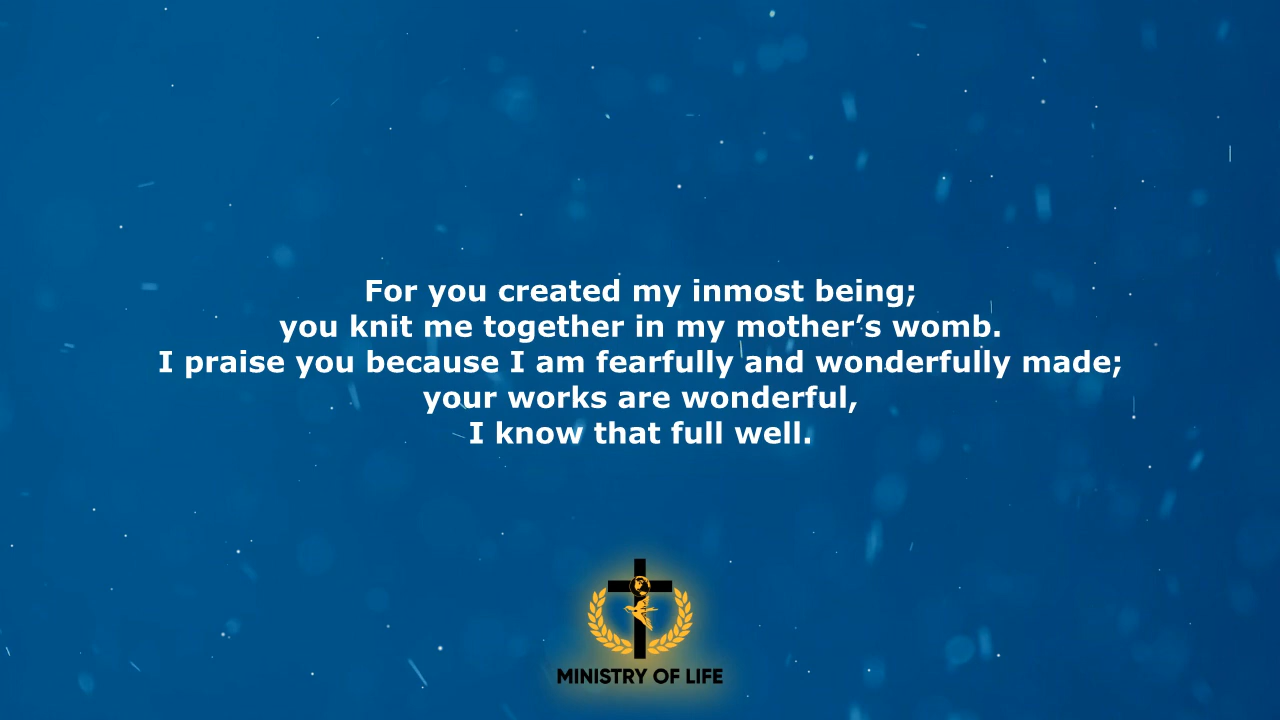 For you created my inmost being;
you knit me together in my mother’s womb.
I praise you because I am fearfully and wonderfully made;
your works are wonderful,
I know that full well.
MINISTRY OF LIFE